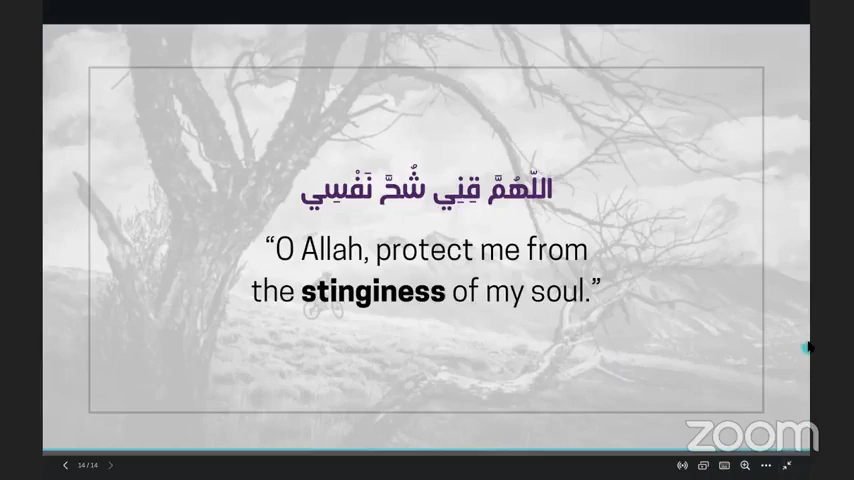 اللّهُمَّ قِنِي شُحَّ نَفْسِي
“O Allah, protect me from
the stinginess of my soul.”
zoom
14 / 14